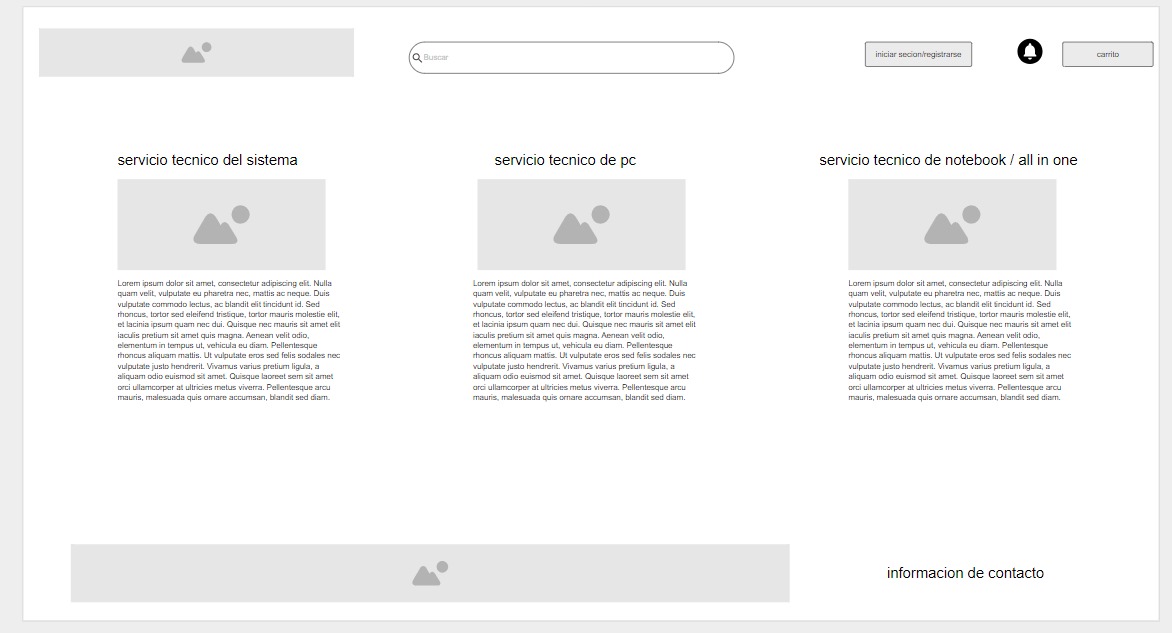 Buscar
iniciar secion/registrarse
carrito
servicio tecnico del sistema
servicio tecnico de pc
servicio tecnico de notebook / all in one
Lorem ipsum dolor sit amet, consectetur adipiscing elit. Nulla
quam velit, vulputate eu pharetra nec, mattis ac neque. Duis
vulputate commodo lectus, ac blandit elit tincidunt id. Sed
rhoncus, tortor sed eleifend tristique, tortor mauris molestie elit,
et lacinia ipsum quam nec dui. Quisque nec mauris sit amet elit
iaculis pretium sit amet quis magna. Aenean velit odio,
elementum in tempus ut, vehicula eu diam. Pellentesque
rhoncus aliquam mattis. Ut vulputate eros sed felis sodales nec
vulputate justo hendrerit. Vivamus varius pretium ligula, a
aliquam odio euismod sit amet. Quisque laoreet sem sit amet
orci ullamcorper at ultricies metus viverra. Pellentesque arcu
mauris, malesuada quis ornare accumsan, blandit sed diam.
Lorem ipsum dolor sit amet, consectetur adipiscing elit. Nulla
quam velit, vulputate eu pharetra nec, mattis ac neque. Duis
vulputate commodo lectus, ac blandit elit tincidunt id. Sed
rhoncus, tortor sed eleifend tristique, tortor mauris molestie elit,
et lacinia ipsum quam nec dui. Quisque nec mauris sit amet elit
iaculis pretium sit amet quis magna. Aenean velit odio,
elementum in tempus ut, vehicula eu diam. Pellentesque
rhoncus aliquam mattis. Ut vulputate eros sed felis sodales nec
vulputate justo hendrerit. Vivamus varius pretium ligula, a
aliquam odio euismod sit amet. Quisque laoreet sem sit amet
orci ullamcorper at ultricies metus viverra. Pellentesque arcu
mauris, malesuada quis ornare accumsan, blandit sed diam.
Lorem ipsum dolor sit amet, consectetur adipiscing elit. Nulla
quam velit, vulputate eu pharetra nec, mattis ac neque. Duis
vulputate commodo lectus, ac blandit elit tincidunt id. Sed
rhoncus, tortor sed eleifend tristique, tortor mauris molestie elit,
et lacinia ipsum quam nec dui. Quisque nec mauris sit amet elit
iaculis pretium sit amet quis magna. Aenean velit odio,
elementum in tempus ut, vehicula eu diam. Pellentesque
rhoncus aliquam mattis. Ut vulputate eros sed felis sodales nec
vulputate justo hendrerit. Vivamus varius pretium ligula, a
aliquam odio euismod sit amet. Quisque laoreet sem sit amet
orci ullamcorper at ultricies metus viverra. Pellentesque arcu
mauris, malesuada quis ornare accumsan, blandit sed diam.
informacion de contacto